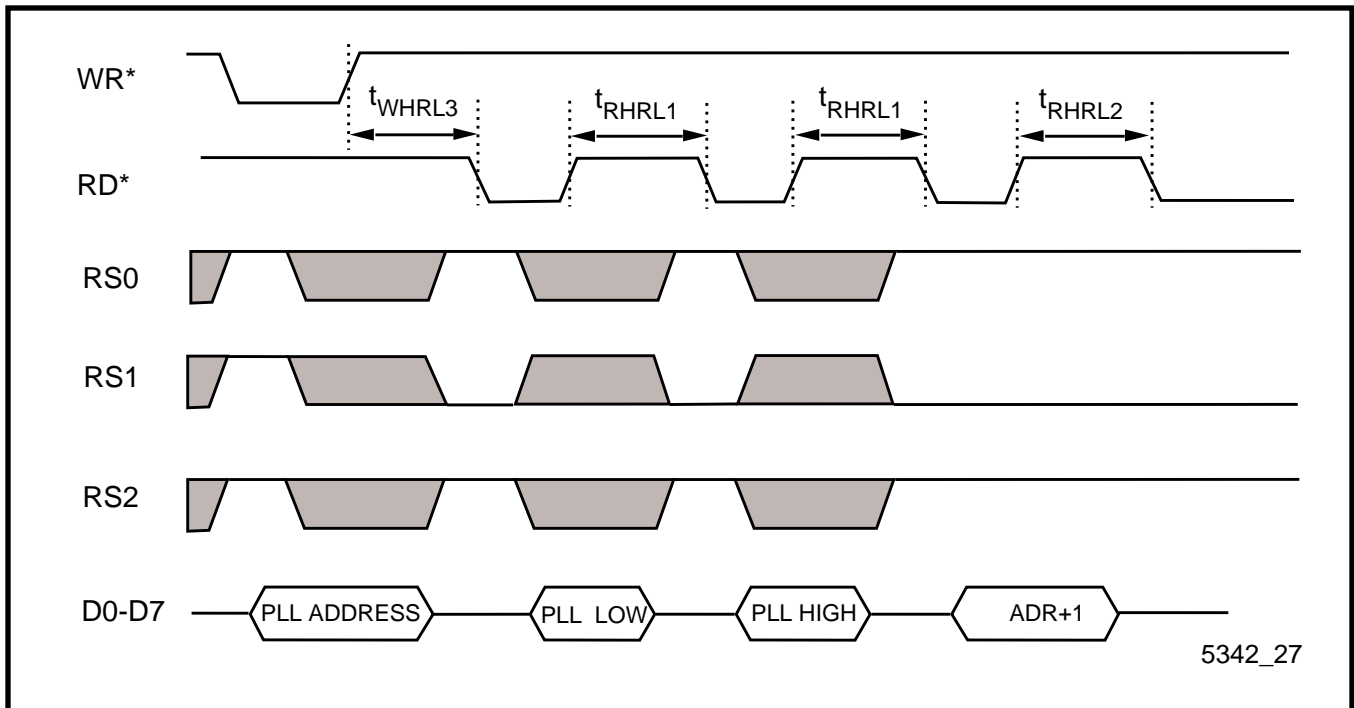 WR*
tWHRL3
tRHRL1
tRHRL1
tRHRL2
RD*
RS0
RS1
RS2
D0-D7
PLL ADDRESS
PLL LOW
PLL HIGH
ADR+1
5342_27